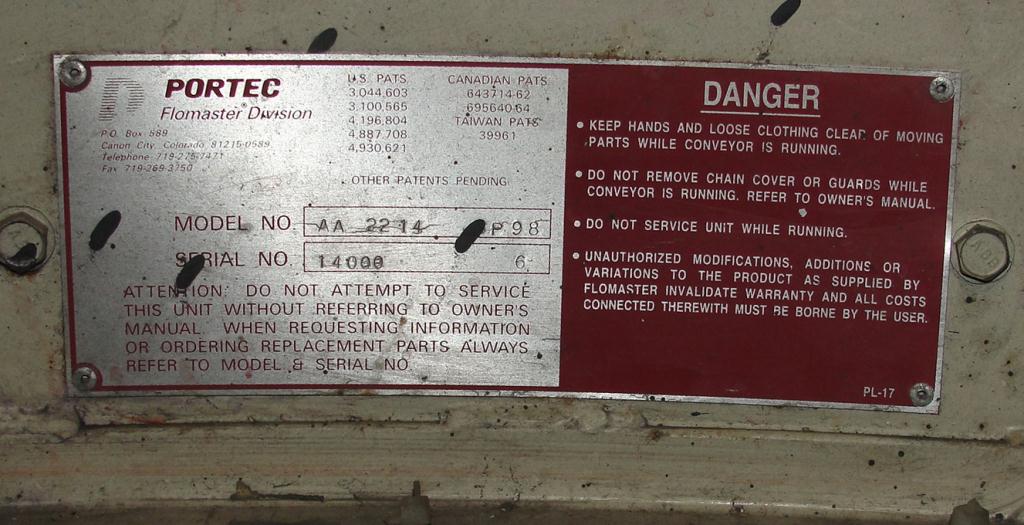 PORTEC
Flomaster® Division
P.O. Box 589
Canon City, Colorado 81215-0589
Telephone 719-275-7471
Fax 719-269-3750
U.S. PATS.
3,044,603
3,100,565
4,196,804
4,887,708
4,930,621
CANADIAN PATS.
643714-62
695640-64
TAIWAN PATS
39961
OTHER PATENTS PENDING
MODEL NO. AA 2214 P98
SERIAL NO. 14000 6
ATTENTION: DO NOT ATTEMPT TO SERVICE
THIS UNIT WITHOUT REFERRING TO OWNER'S
MANUAL. WHEN REQUESTING INFORMATION
OR ORDERING REPLACEMENT PARTS ALWAYS
REFER TO MODEL & SERIAL NO.
DANGER
• KEEP HANDS AND LOOSE CLOTHING CLEAR OF MOVING
PARTS WHILE CONVEYOR IS RUNNING.
• DO NOT REMOVE CHAIN COVER OR GUARDS WHILE
CONVEYOR IS RUNNING. REFER TO OWNER'S MANUAL.
• DO NOT SERVICE UNIT WHILE RUNNING.
• UNAUTHORIZED MODIFICATIONS, ADDITIONS OR
VARIATIONS TO THE PRODUCT AS SUPPLIED BY
FLOMASTER INVALIDATE WARRANTY AND ALL COSTS
CONNECTED THEREWITH MUST BE BORNE BY THE USER.
PL-17